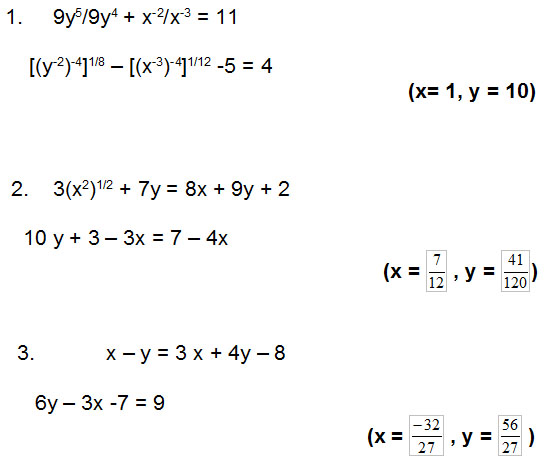 1. 9y⁵/9y⁴ + x⁻²/x⁻³ = 11
[(y⁻²)⁻⁴]¹/⁸ – [(x⁻³)⁻⁴]¹/¹² -5 = 4
(x= 1, y = 10)
2. 3(x²)¹/² + 7y = 8x + 9y + 2
10 y + 3 – 3x = 7 – 4x
(x = 7/12 , y = 41/120)
3. x – y = 3 x + 4y – 8
6y – 3x -7 = 9
(x = -32/27 , y = 56/27 )